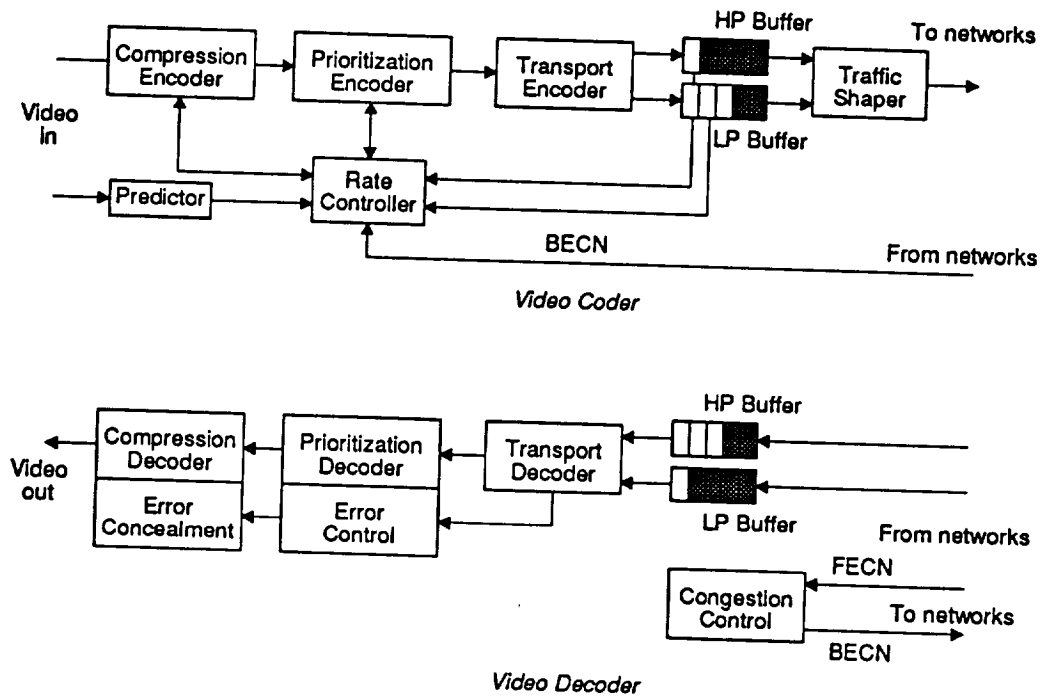 HP Buffer
To networks
Compression
Encoder
Prioritization
Encoder
Transport
Encoder
Traffic
Shaper
Video
in
LP Buffer
Predictor
Rate
Controller
BECN
From networks
Video Coder
HP Buffer
Compression
Decoder
Prioritization
Decoder
Transport
Decoder
Video
out
Error
Concealment
Error
Control
LP Buffer
From networks
FECN
Congestion
Control
To networks
BECN
Video Decoder